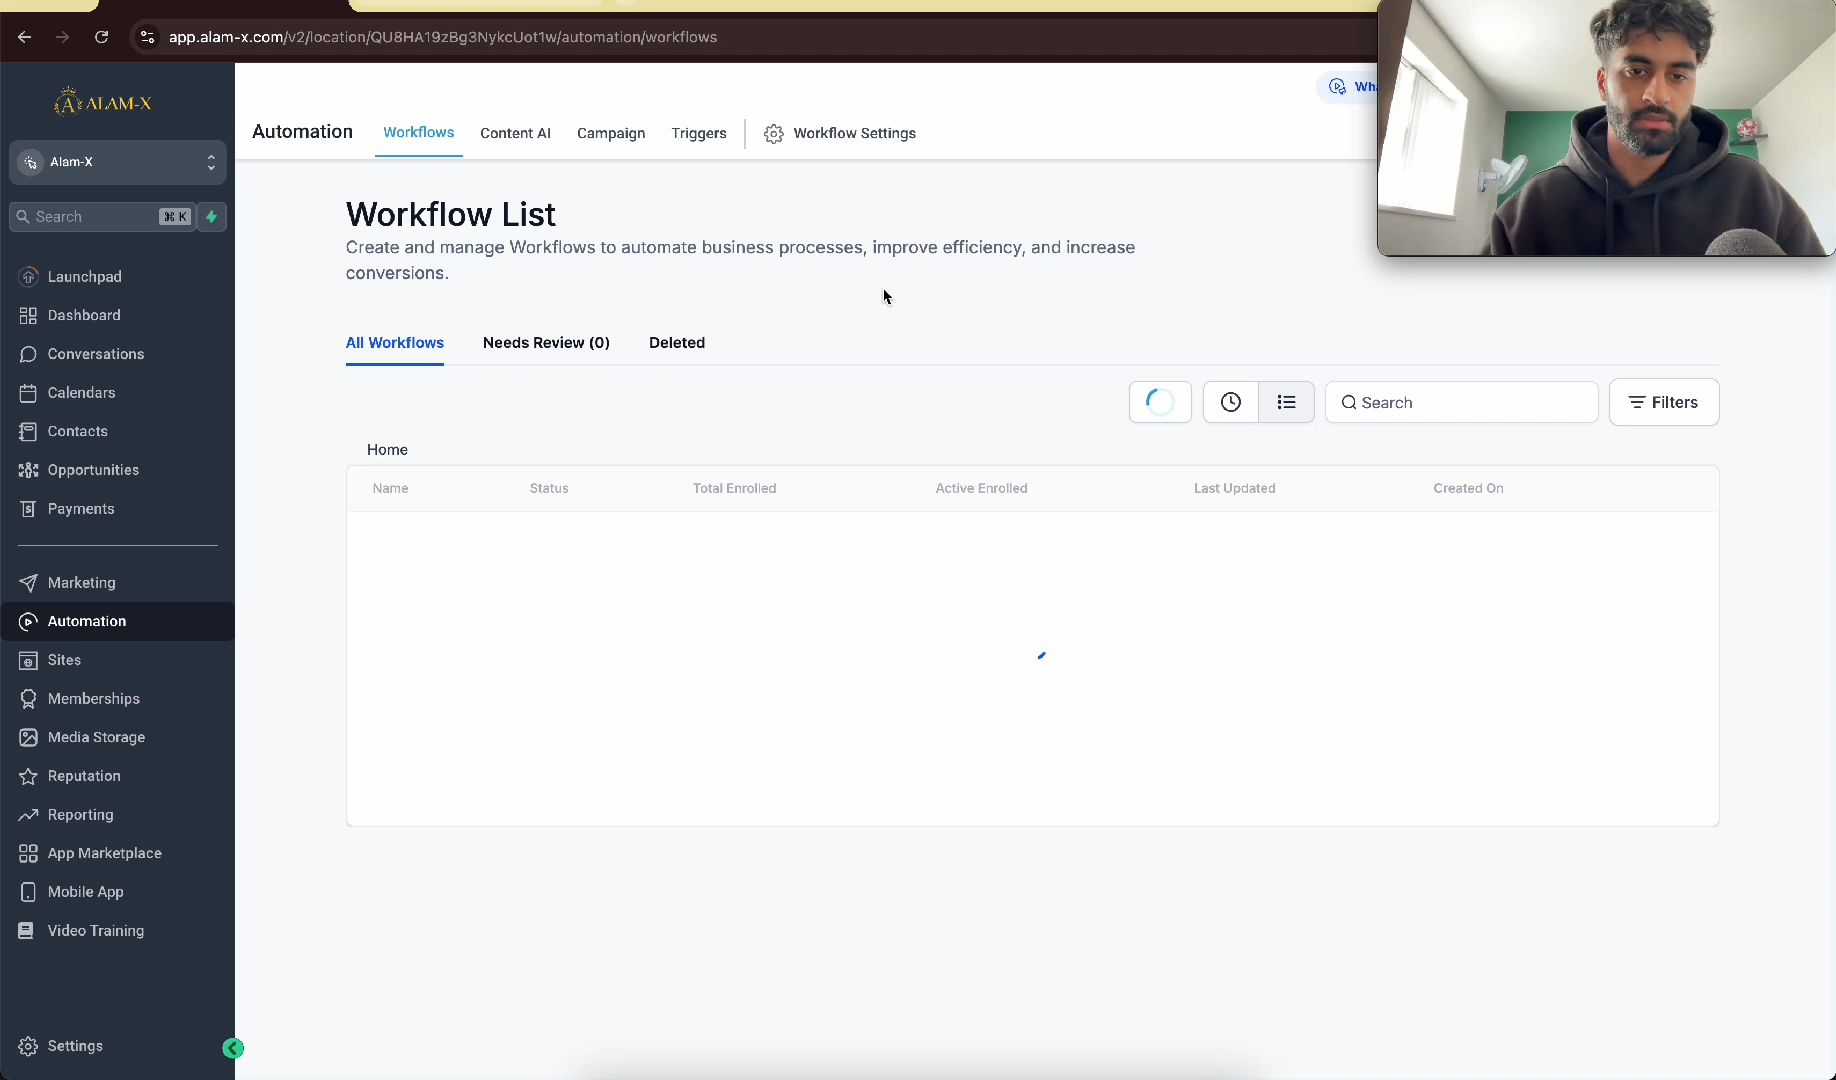 app.alam-x.com/v2/location/QU8HA19zBg3NykcUot1w/automation/workflows
ALAM-X
Alam-X
Search ⌘ K
Launchpad
Dashboard
Conversations
Calendars
Contacts
Opportunities
Payments
Marketing
Automation
Sites
Memberships
Media Storage
Reputation
Reporting
App Marketplace
Mobile App
Video Training
Settings
Automation Workflows Content AI Campaign Triggers Workflow Settings
Workflow List
Create and manage Workflows to automate business processes, improve efficiency, and increase
conversions.
All Workflows Needs Review (0) Deleted
Search Filters
Home
Name Status Total Enrolled Active Enrolled Last Updated Created On